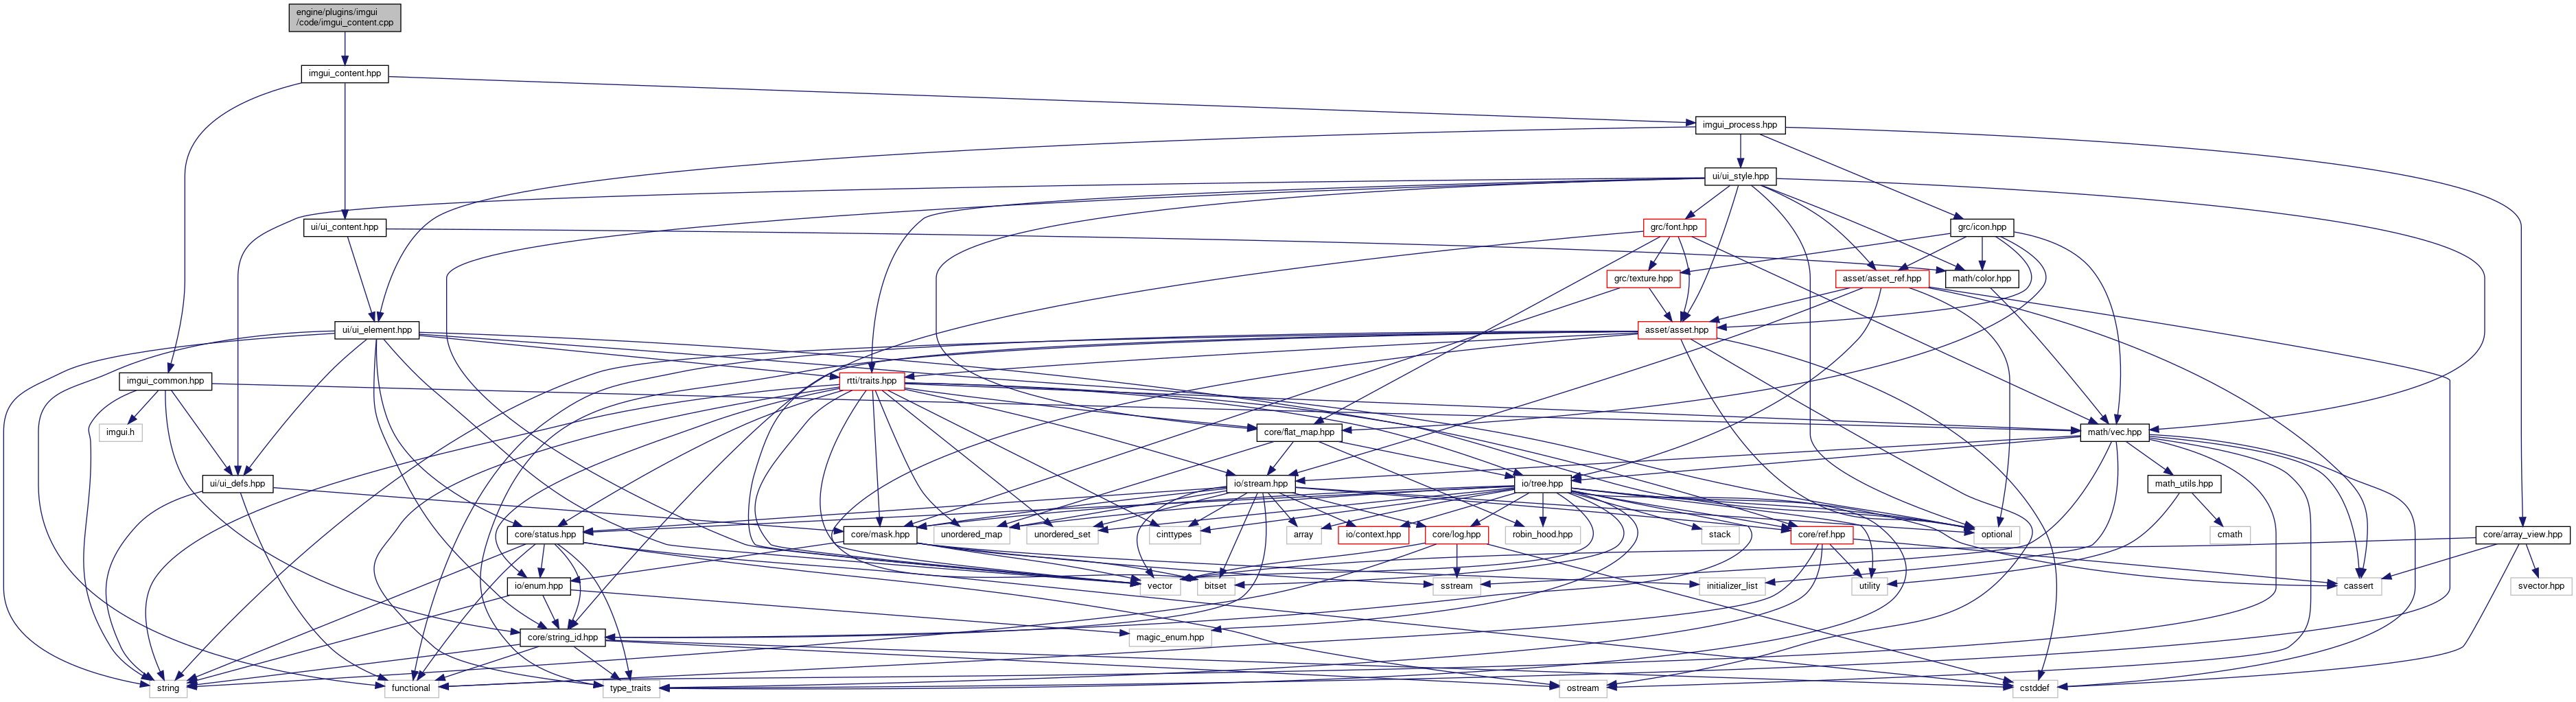 engine/plugins/imgui
/code/imgui_content.cpp
imgui_content.hpp
imgui_process.hpp
ui/ui_style.hpp
ui/ui_content.hpp
grc/font.hpp
grc/icon.hpp
grc/texture.hpp
asset/asset_ref.hpp
math/color.hpp
ui/ui_element.hpp
asset/asset.hpp
imgui_common.hpp
rtti/traits.hpp
imgui.h
core/flat_map.hpp
math/vec.hpp
ui/ui_defs.hpp
io/stream.hpp
io/tree.hpp
math_utils.hpp
core/status.hpp
core/mask.hpp
unordered_map
unordered_set
cinttypes
array
io/context.hpp
core/log.hpp
robin_hood.hpp
stack
core/ref.hpp
optional
cmath
core/array_view.hpp
io/enum.hpp
vector
bitset
sstream
initializer_list
utility
cassert
svector.hpp
core/string_id.hpp
magic_enum.hpp
string
functional
type_traits
ostream
cstddef